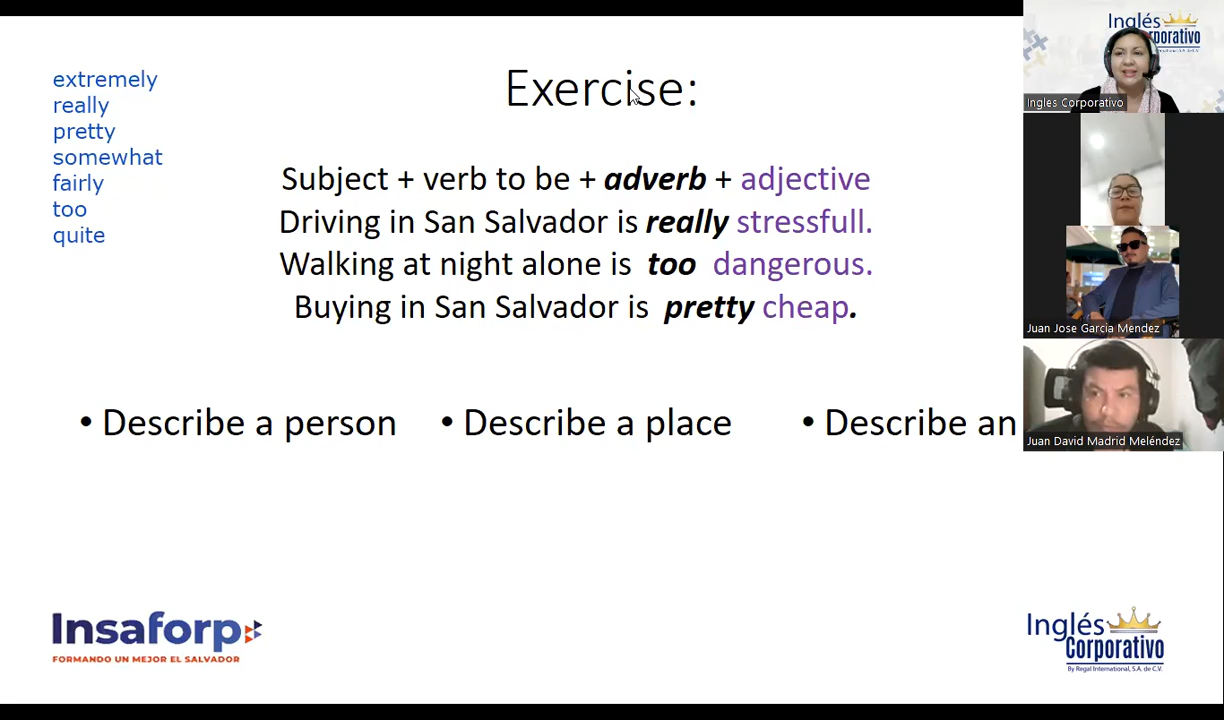 extremely
really
pretty
somewhat
fairly
too
quite
Exercise:
Subject + verb to be + adverb + adjective
Driving in San Salvador is really stressfull.
Walking at night alone is too dangerous.
Buying in San Salvador is pretty cheap.
• Describe a person
• Describe a place
• Describe an
Insaforp
FORMANDO UN MEJOR EL SALVADOR
Inglés
Corporativo
By Regal International, S.A. de C.V.
Inglés
Corporativo
Ingles Corporativo
Juan Jose Garcia Mendez
Juan David Madrid Meléndez